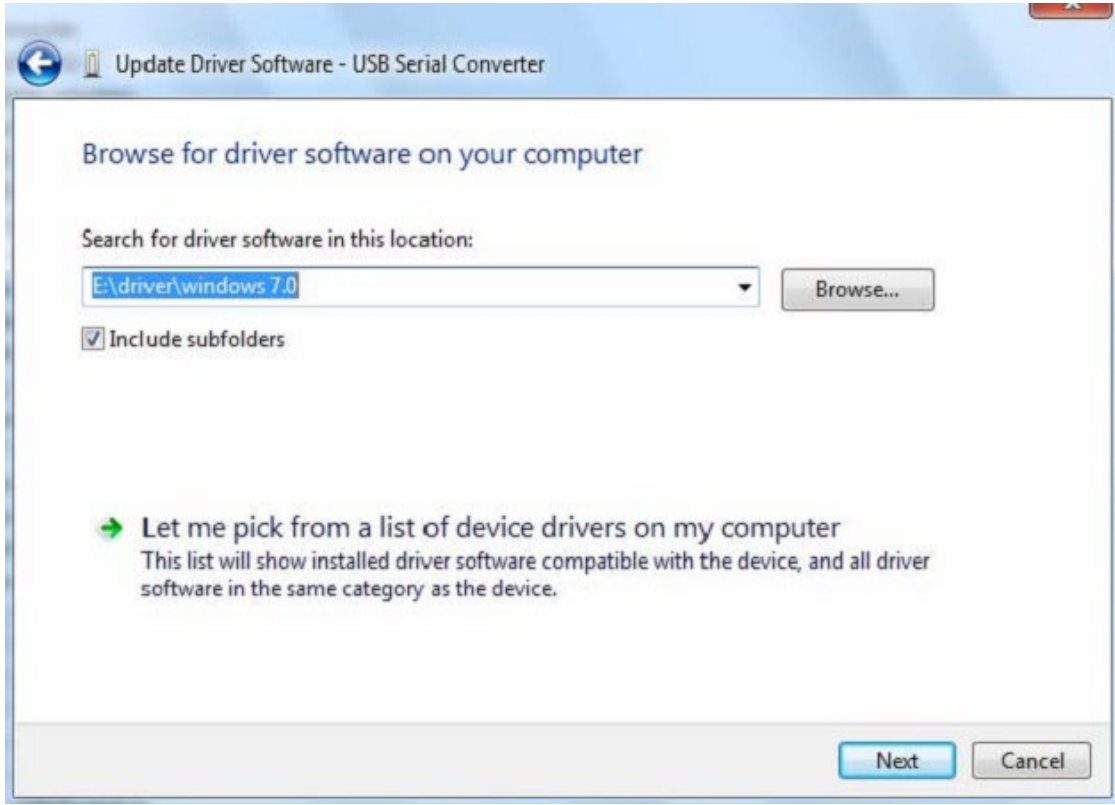 Update Driver Software - USB Serial Converter
Browse for driver software on your computer
Search for driver software in this location:
E:\driver\windows 7.0
Browse...
Include subfolders
Let me pick from a list of device drivers on my computer
This list will show installed driver software compatible with the device, and all driver
software in the same category as the device.
Next
Cancel